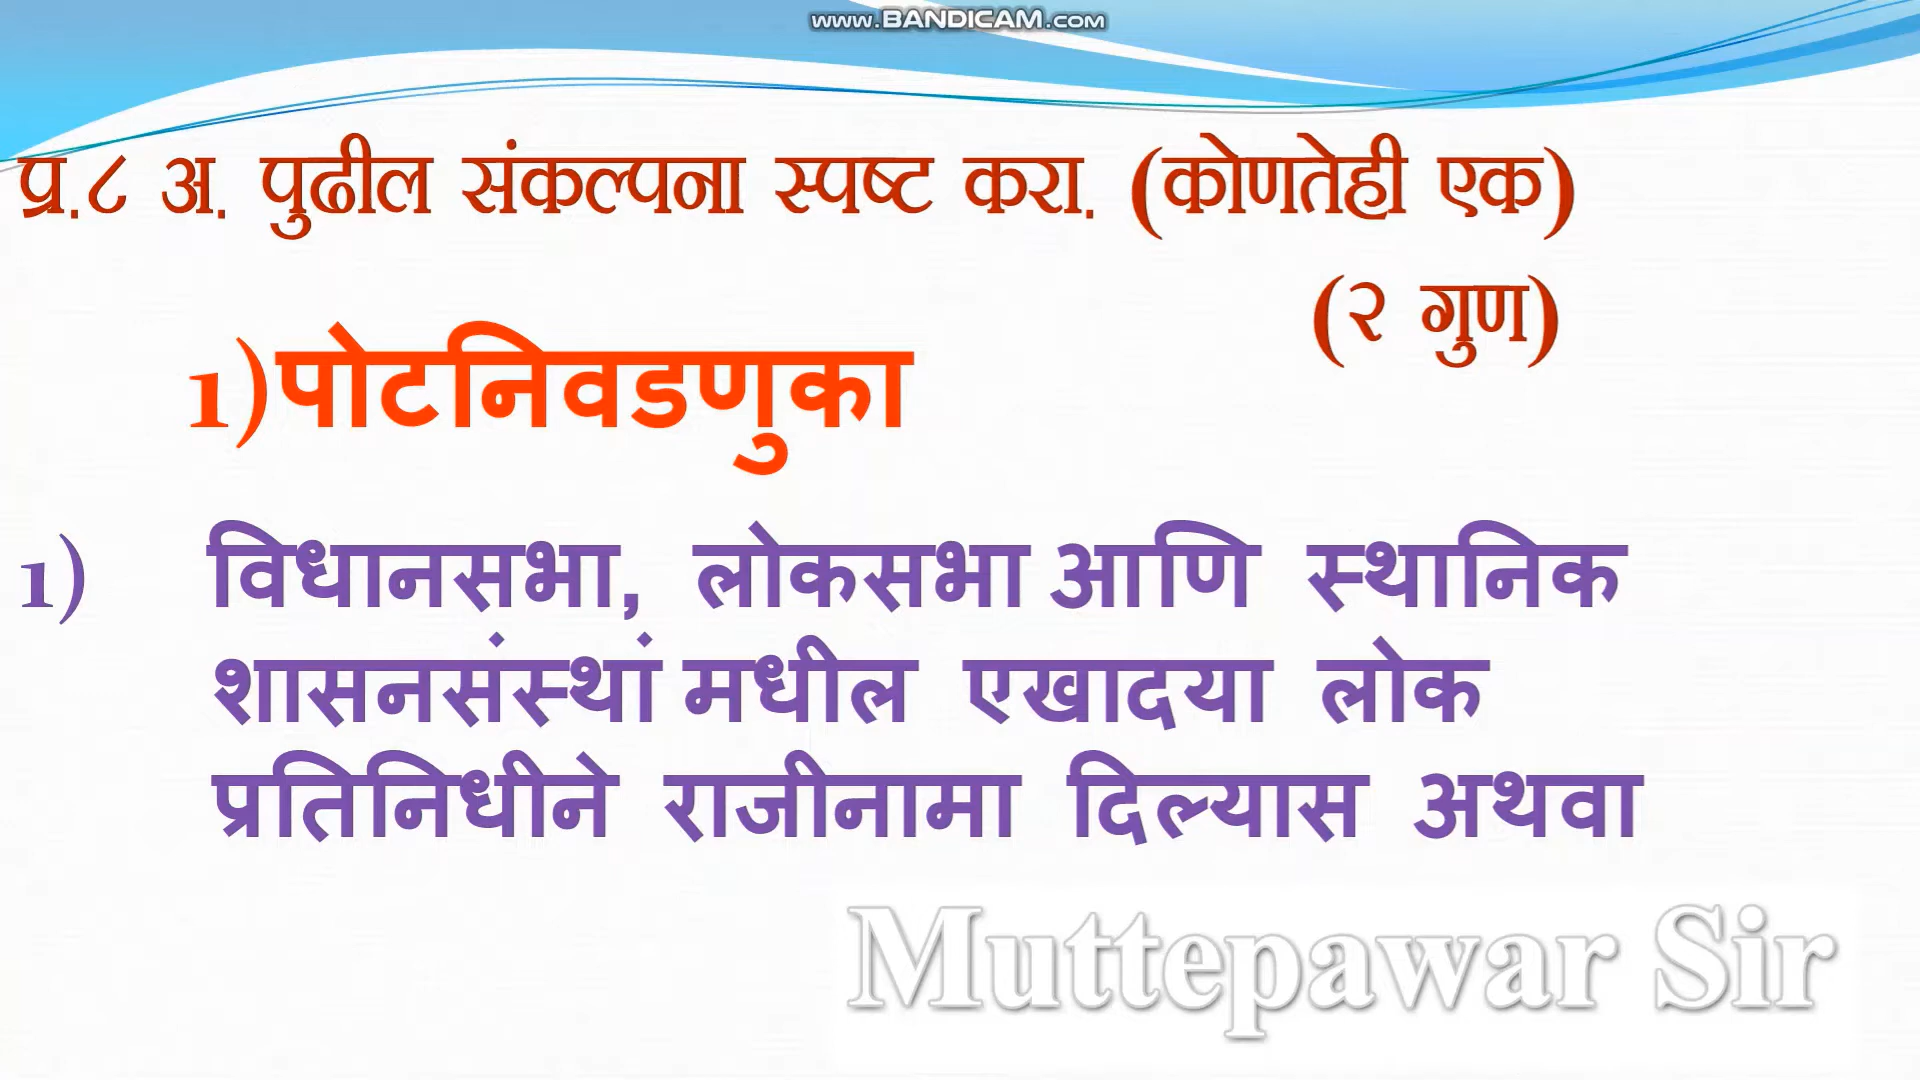 www.BANDICAM.com
प्र.८ अ. पुढील संकल्पना स्पष्ट करा. (कोणतेही एक)
(२ गुण)
1)पोटनिवडणुका
1) विधानसभा, लोकसभा आणि स्थानिक
शासनसंस्थां मधील एखादया लोक
प्रतिनिधीने राजीनामा दिल्यास अथवा
Muttepawar Sir